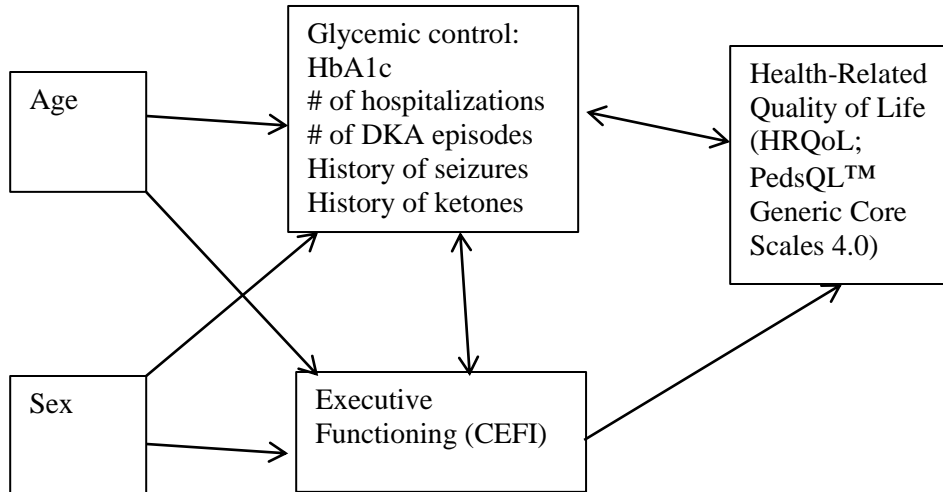 Age
Glycemic control:
HbA1c
# of hospitalizations
# of DKA episodes
History of seizures
History of ketones
Health-Related
Quality of Life
(HRQoL;
PedsQL™
Generic Core
Scales 4.0)
Sex
Executive
Functioning (CEFI)